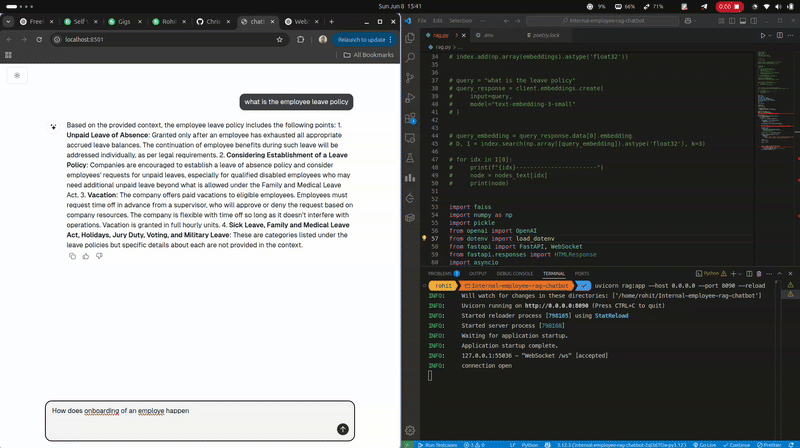 Sun Jun 8 15:41
9%
66%
71%
0.00
Free
Self
Gigs
Rohi
Chris
chatb
Webs
localhost:8501
Relaunch to update
All Bookmarks
what is the employee leave policy
Based on the provided context, the employee leave policy includes the following points: 1.
Unpaid Leave of Absence: Granted only after an employee has exhausted all appropriate
accrued leave balances. The continuation of employee benefits during such leave will be
addressed individually, as per legal requirements. 2. Considering Establishment of a Leave
Policy: Companies are encouraged to establish a leave of absence policy and consider
employees' requests for unpaid leaves, especially for qualified disabled employees who may
need additional unpaid leave beyond what is allowed under the Family and Medical Leave
Act. 3. Vacation: The company offers paid vacations to eligible employees. Employees must
request time off in advance from a supervisor, who will approve or deny the request based on
company resources. The company is flexible with time off so long as it doesn't interfere with
operations. Vacation is granted in full hourly units. 4. Sick Leave, Family and Medical Leave
Act, Holidays, Jury Duty, Voting, and Military Leave: These are categories listed under the
leave policies but specific details about each are not provided in the context.
How does onboarding of an employe happen
File Edit Selection
internal-employee-rag-chatbot
rag.py 1
.env
poetry.lock
rag.py > ...
34 # index.add(np.array(embeddings).astype('float32'))
35
36
37 # query = "what is the leave policy"
38 # query_response = client.embeddings.create(
39 # input=query,
40 # model="text-embedding-3-small"
41 # )
42
43
44 # query_embedding = query_response.data[0].embedding
45 # D, I = index.search(np.array([query_embedding]).astype('float32'), k=3)
46
47 # for idx in I[0]:
48 # print(f"{idx}------------------------")
49 # node = nodes_text[idx]
50 # print(node)
51
52
53 import faiss
54 import numpy as np
55 import pickle
56 from openai import OpenAI
57 from dotenv import load_dotenv
58 from fastapi import FastAPI, WebSocket
59 from fastapi.responses import HTMLResponse
60 import asyncio
PROBLEMS 1 OUTPUT DEBUG CONSOLE TERMINAL PORTS
Python
rohit Internal-employee-rag-chatbot uvicorn rag:app --host 0.0.0.0 --port 8090 --reload
INFO: Will watch for changes in these directories: ['/home/rohit/Internal-employee-rag-chatbot']
INFO: Uvicorn running on http://0.0.0.0:8090 (Press CTRL+C to quit)
INFO: Started reloader process [798165] using StatReload
INFO: Started server process [798168]
INFO: Waiting for application startup.
INFO: Application startup complete.
INFO: 127.0.0.1:55036 - "WebSocket /ws" [accepted]
INFO: connection open
Run Testcases
LF Python
Go Live
Continue
Prettier